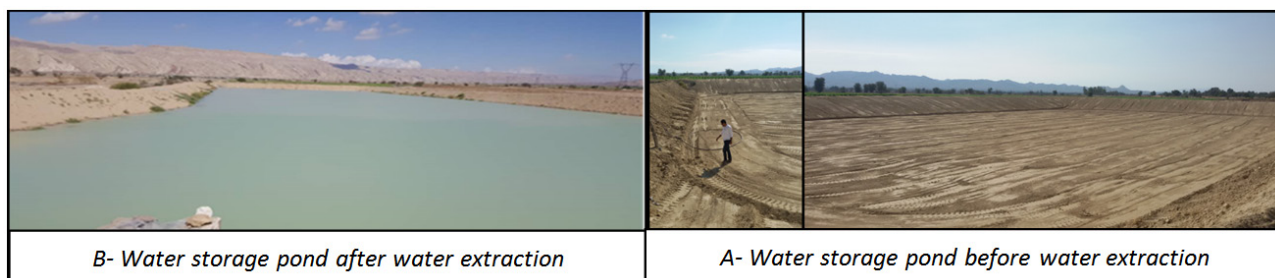 B- Water storage pond after water extraction
A- Water storage pond before water extraction